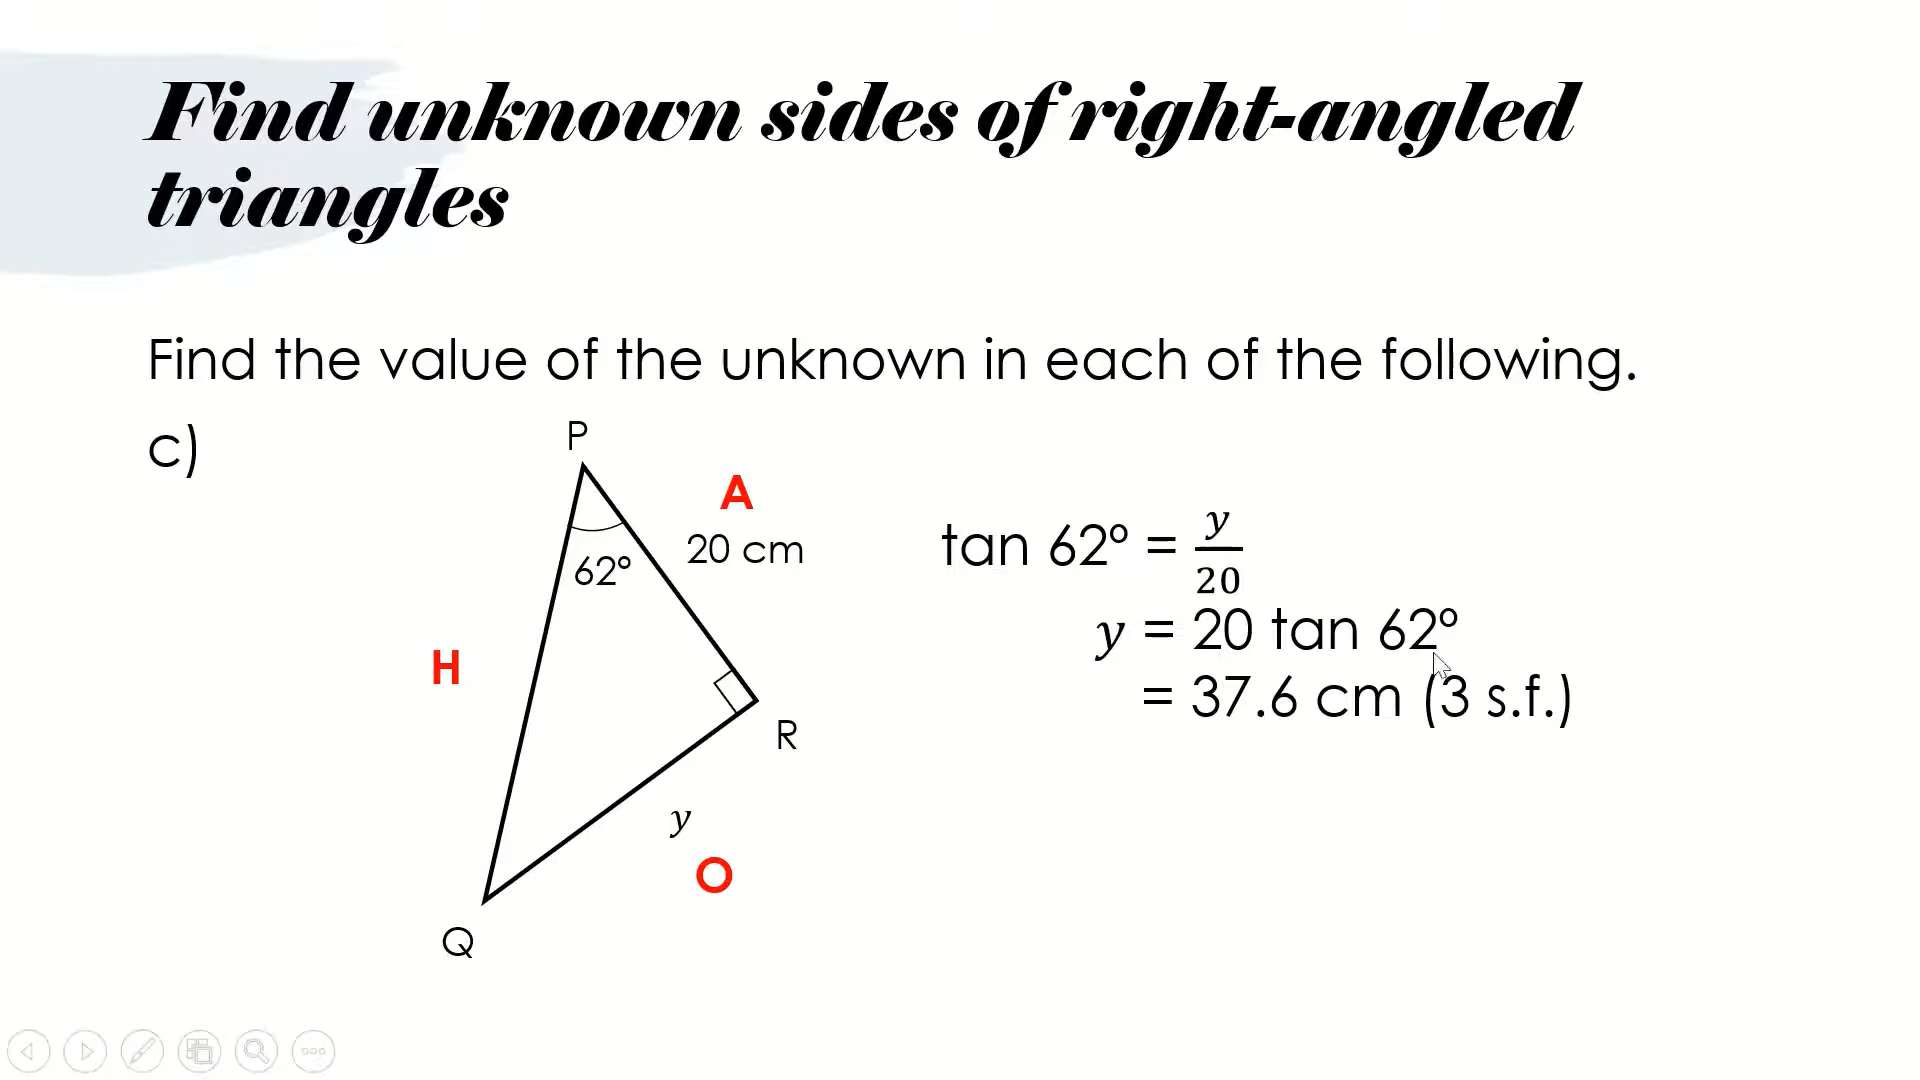 Find unknown sides of right-angled
triangles
Find the value of the unknown in each of the following.
c)
P
A
20 cm
62°
H
R
y
O
Q
tan 62° = y/20
y = 20 tan 62°
= 37.6 cm (3 s.f.)